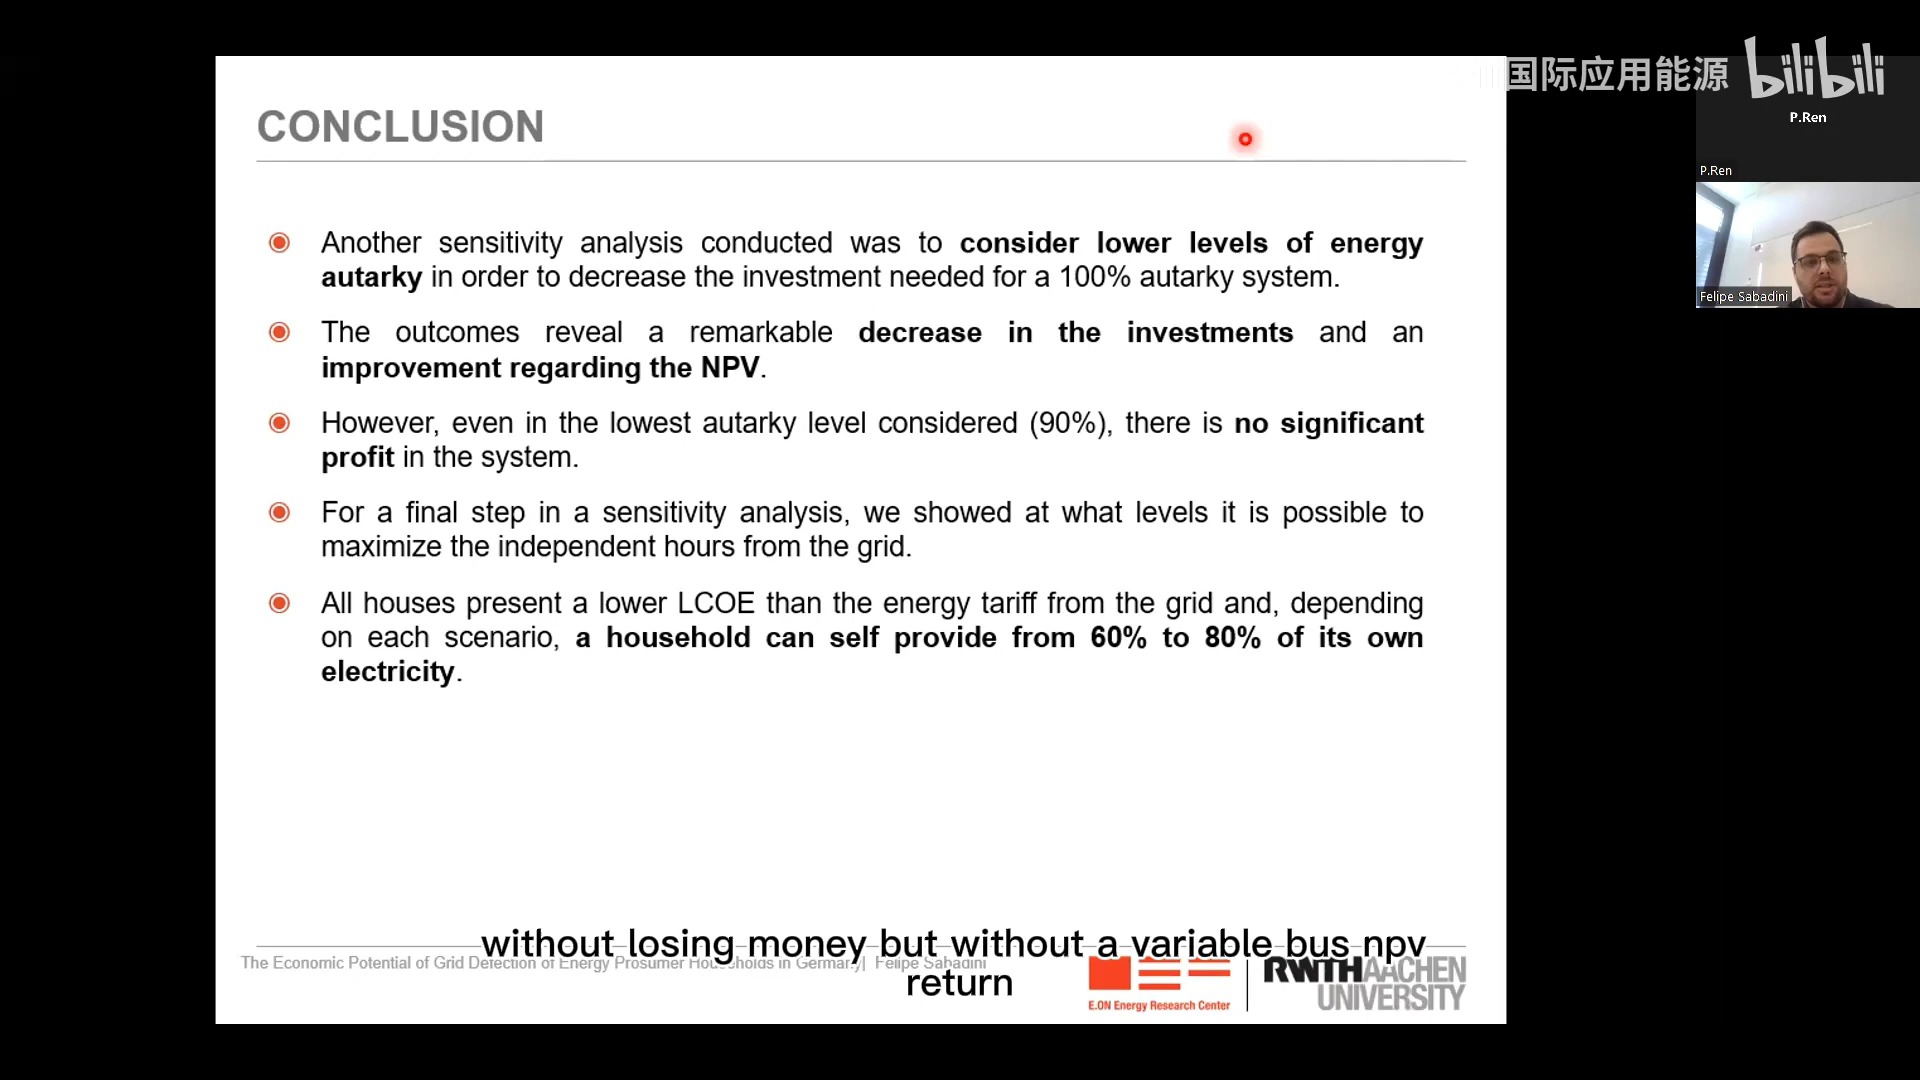 国际应用能源 bilibili
P.Ren
P.Ren
Felipe Sabadini
CONCLUSION
Another sensitivity analysis conducted was to consider lower levels of energy
autarky in order to decrease the investment needed for a 100% autarky system.
The outcomes reveal a remarkable decrease in the investments and an
improvement regarding the NPV.
However, even in the lowest autarky level considered (90%), there is no significant
profit in the system.
For a final step in a sensitivity analysis, we showed at what levels it is possible to
maximize the independent hours from the grid.
All houses present a lower LCOE than the energy tariff from the grid and, depending
on each scenario, a household can self provide from 60% to 80% of its own
electricity.
without losing money but without a variable bus npv
return
The Economic Potential of Grid Defection of Energy Prosumer Households in Germany| Felipe Sabadini
E.ON Energy Research Center
RWTH AACHEN
UNIVERSITY